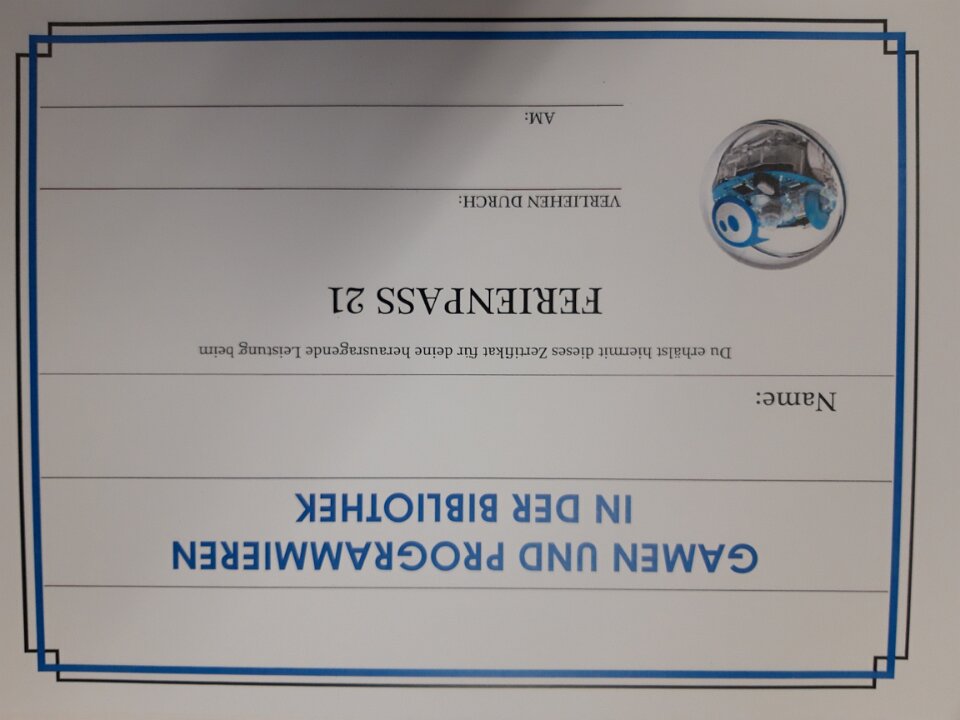 GAMEN UND PROGRAMMIEREN
IN DER BIBLIOTHEK
Name:
Du erhälst hiermit dieses Zertifikat für deine herausragende Leistung beim
FERIENPASS 21
VERLIEHEN DURCH:
AM: